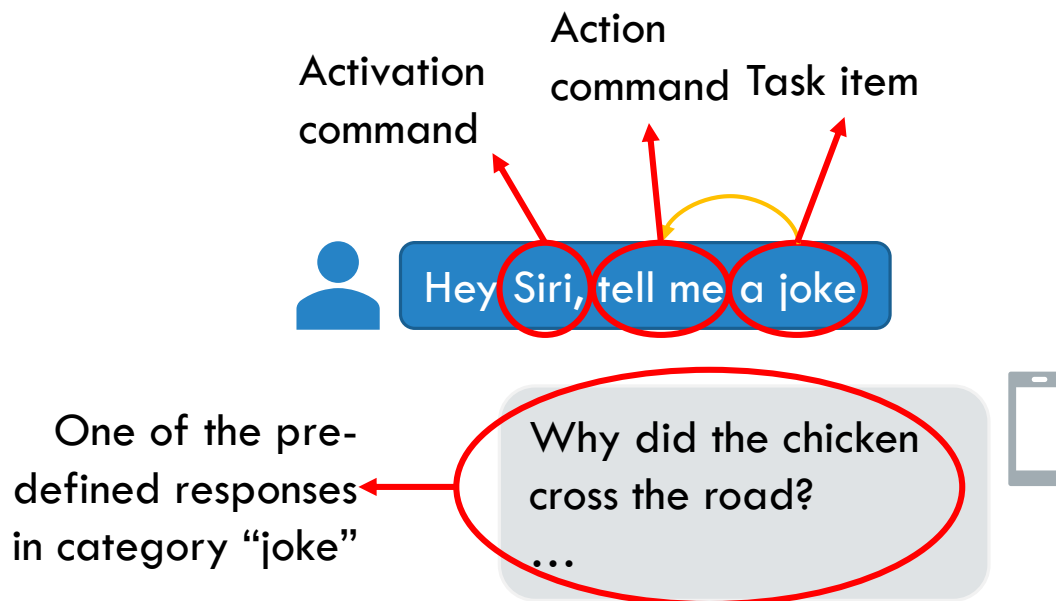 Activation
command
Action
command
Task item
Hey Siri, tell me a joke
One of the pre-
defined responses
in category “joke”
Why did the chicken
cross the road?
…